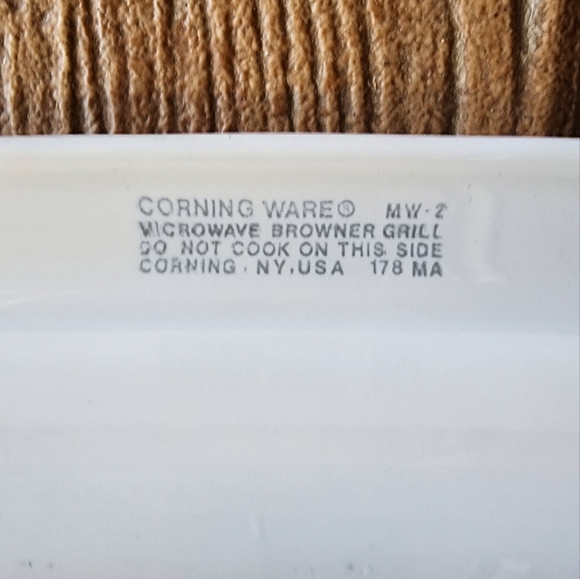 CORNING WARE® MW-2
MICROWAVE BROWNER GRILL
DO NOT COOK ON THIS SIDE
CORNING, NY, USA 178 MA